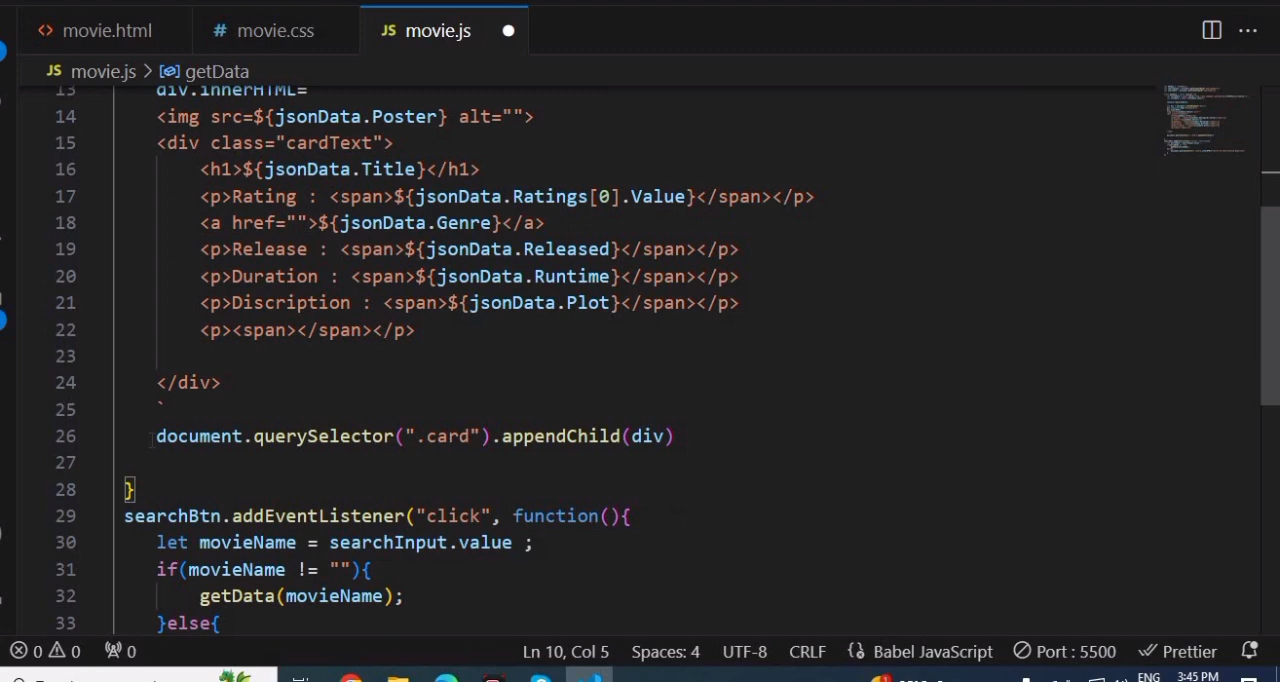 movie.html
# movie.css
JS movie.js
JS movie.js > getData
13 div.innerHTML=
14 <img src=${jsonData.Poster} alt="">
15 <div class="cardText">
16 <h1>${jsonData.Title}</h1>
17 <p>Rating : <span>${jsonData.Ratings[0].Value}</span></p>
18 <a href="">${jsonData.Genre}</a>
19 <p>Release : <span>${jsonData.Released}</span></p>
20 <p>Duration : <span>${jsonData.Runtime}</span></p>
21 <p>Discription : <span>${jsonData.Plot}</span></p>
22 <p><span></span></p>
23
24 </div>
25 `
26 document.querySelector(".card").appendChild(div)
27
28 }
29 searchBtn.addEventListener("click", function(){
30 let movieName = searchInput.value ;
31 if(movieName != ""){
32 getData(movieName);
33 }else{
0 0 0 Ln 10, Col 5 Spaces: 4 UTF-8 CRLF Babel JavaScript Port : 5500 Prettier
ENG 3:45 PM